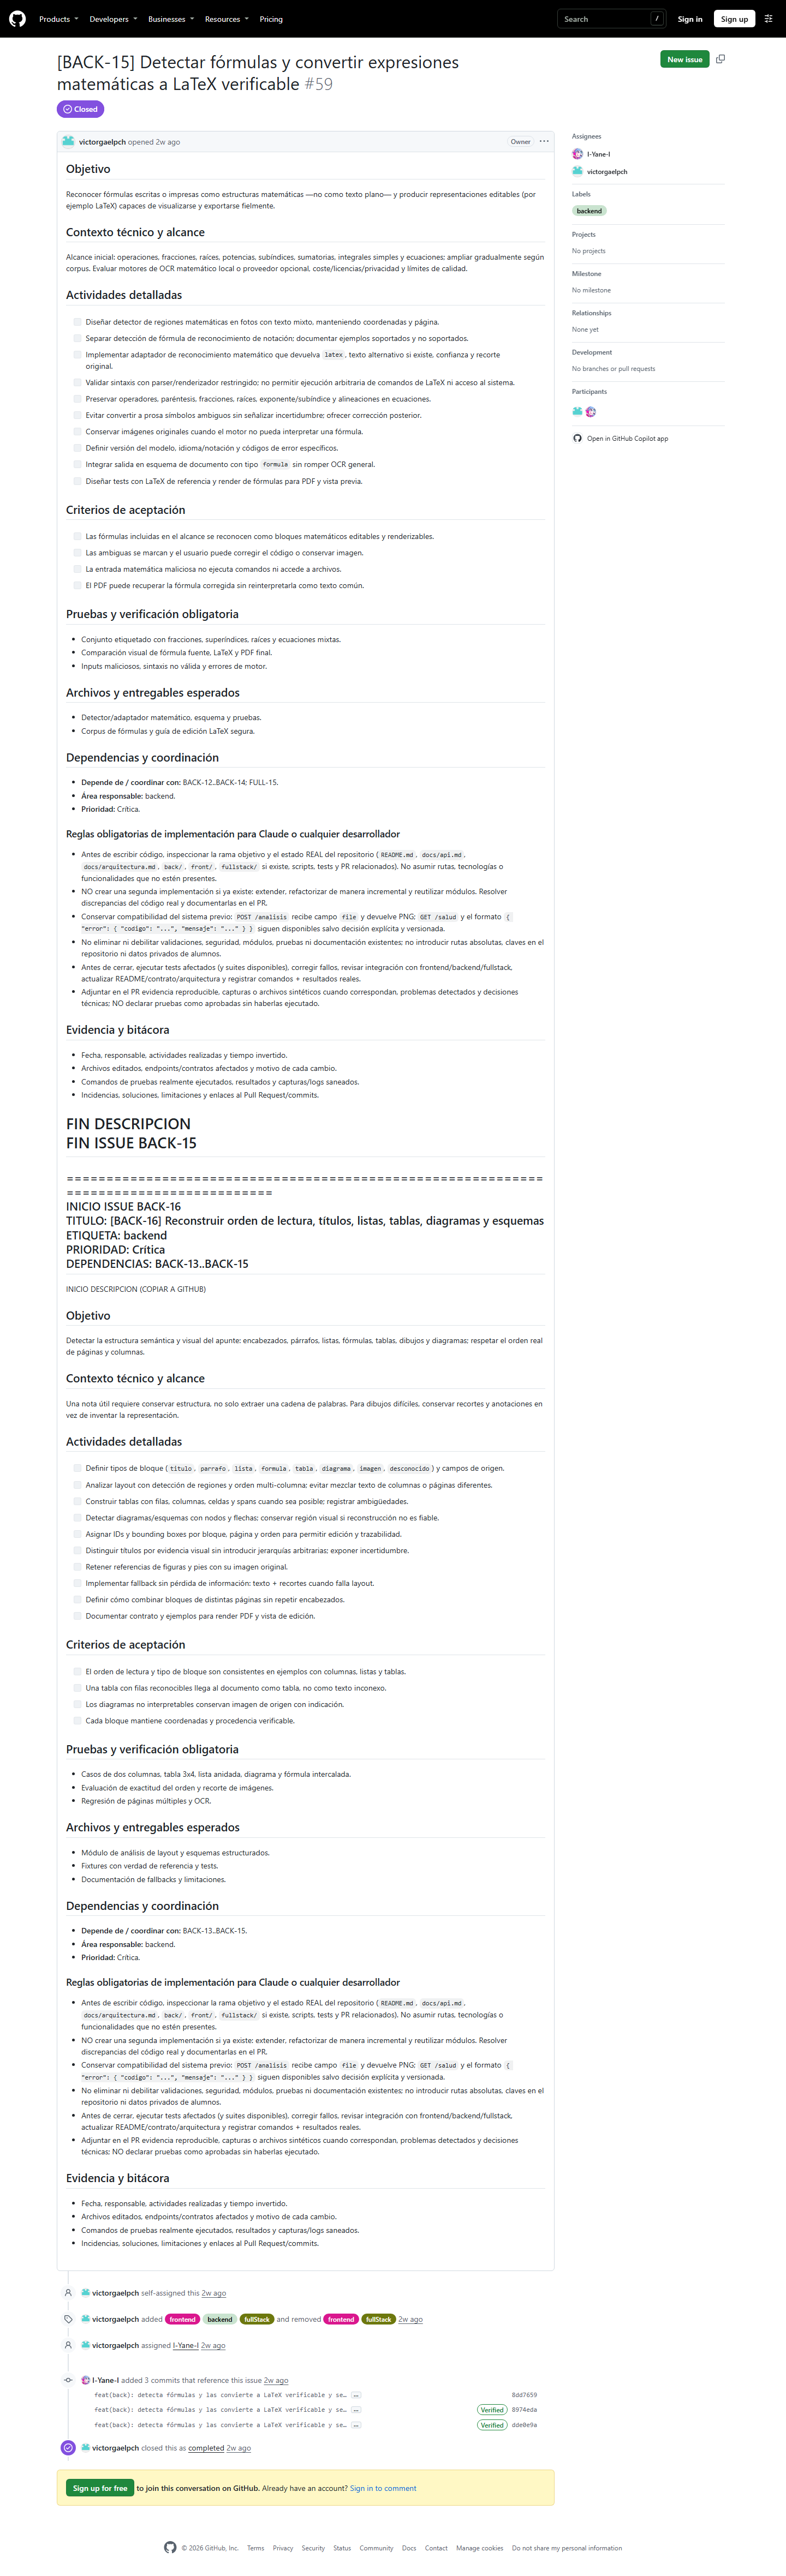 Products Developers Businesses Resources Pricing Search / Sign in Sign up
[BACK-15] Detectar fórmulas y convertir expresiones
matemáticas a LaTeX verificable #59
New issue
Closed
victorgaelpch opened 2w ago
Owner
Objetivo
Reconocer fórmulas escritas o impresas como estructuras matemáticas —no como texto plano— y producir representaciones editables (por
ejemplo LaTeX) capaces de visualizarse y exportarse fielmente.
Contexto técnico y alcance
Alcance inicial: operaciones, fracciones, raíces, potencias, subíndices, sumatorias, integrales simples y ecuaciones; ampliar gradualmente según
corpus. Evaluar motores de OCR matemático local o proveedor opcional, coste/licencias/privacidad y límites de calidad.
Actividades detalladas
Diseñar detector de regiones matemáticas en fotos con texto mixto, manteniendo coordenadas y página.
Separar detección de fórmula de reconocimiento de notación; documentar ejemplos soportados y no soportados.
Implementar adaptador de reconocimiento matemático que devuelva latex, texto alternativo si existe, confianza y recorte
original.
Validar sintaxis con parser/renderizador restringido; no permitir ejecución arbitraria de comandos de LaTeX ni acceso al sistema.
Preservar operadores, paréntesis, fracciones, raíces, exponente/subíndice y alineaciones en ecuaciones.
Evitar convertir a prosa símbolos ambiguos sin señalizar incertidumbre; ofrecer corrección posterior.
Conservar imágenes originales cuando el motor no pueda interpretar una fórmula.
Definir versión del modelo, idioma/notación y códigos de error específicos.
Integrar salida en esquema de documento con tipo formula sin romper OCR general.
Diseñar tests con LaTeX de referencia y render de fórmulas para PDF y vista previa.
Criterios de aceptación
Las fórmulas incluidas en el alcance se reconocen como bloques matemáticos editables y renderizables.
Las ambiguas se marcan y el usuario puede corregir el código o conservar imagen.
La entrada matemática maliciosa no ejecuta comandos ni accede a archivos.
El PDF puede recuperar la fórmula corregida sin reinterpretarla como texto común.
Pruebas y verificación obligatoria
Conjunto etiquetado con fracciones, superíndices, raíces y ecuaciones mixtas.
Comparación visual de fórmula fuente, LaTeX y PDF final.
Inputs maliciosos, sintaxis no válida y errores de motor.
Archivos y entregables esperados
Detector/adaptador matemático, esquema y pruebas.
Corpus de fórmulas y guía de edición LaTeX segura.
Dependencias y coordinación
Depende de / coordinar con: BACK-12..BACK-14; FULL-15.
Área responsable: backend.
Prioridad: Crítica.
Reglas obligatorias de implementación para Claude o cualquier desarrollador
Antes de escribir código, inspeccionar la rama objetivo y el estado REAL del repositorio ( README.md, docs/api.md,
docs/arquitectura.md, back/, front/, fullstack/ si existe, scripts, tests y PR relacionados). No asumir rutas, tecnologías o
funcionalidades que no estén presentes.
NO crear una segunda implementación si ya existe: extender, refactorizar de manera incremental y reutilizar módulos. Resolver
discrepancias del código real y documentarlas en el PR.
Conservar compatibilidad del sistema previo: POST /analisis recibe campo file y devuelve PNG; GET /salud y el formato {
"error": { "codigo": "...", "mensaje": "..." } } siguen disponibles salvo decisión explícita y versionada.
No eliminar ni debilitar validaciones, seguridad, módulos, pruebas ni documentación existentes; no introducir rutas absolutas, claves en el
repositorio ni datos privados de alumnos.
Antes de cerrar, ejecutar tests afectados (y suites disponibles), corregir fallos, revisar integración con frontend/backend/fullstack,
actualizar README/contrato/arquitectura y registrar comandos + resultados reales.
Adjuntar en el PR evidencia reproducible, capturas o archivos sintéticos cuando correspondan, problemas detectados y decisiones
técnicas; NO declarar pruebas como aprobadas sin haberlas ejecutado.
Evidencia y bitácora
Fecha, responsable, actividades realizadas y tiempo invertido.
Archivos editados, endpoints/contratos afectados y motivo de cada cambio.
Comandos de pruebas realmente ejecutados, resultados y capturas/logs saneados.
Incidencias, soluciones, limitaciones y enlaces al Pull Request/commits.
FIN DESCRIPCION
FIN ISSUE BACK-15
======================================================
==========================
INICIO ISSUE BACK-16
TITULO: [BACK-16] Reconstruir orden de lectura, títulos, listas, tablas, diagramas y esquemas
ETIQUETA: backend
PRIORIDAD: Crítica
DEPENDENCIAS: BACK-13..BACK-15
INICIO DESCRIPCION (COPIAR A GITHUB)
Objetivo
Detectar la estructura semántica y visual del apunte: encabezados, párrafos, listas, fórmulas, tablas, dibujos y diagramas; respetar el orden real
de páginas y columnas.
Contexto técnico y alcance
Una nota útil requiere conservar estructura, no solo extraer una cadena de palabras. Para dibujos difíciles, conservar recortes y anotaciones en
vez de inventar la representación.
Actividades detalladas
Definir tipos de bloque ( titulo, parrafo, lista, formula, tabla, diagrama, imagen, desconocido ) y campos de origen.
Analizar layout con detección de regiones y orden multi-columna; evitar mezclar texto de columnas o páginas diferentes.
Construir tablas con filas, columnas, celdas y spans cuando sea posible; registrar ambigüedades.
Detectar diagramas/esquemas con nodos y flechas; conservar región visual si reconstrucción no es fiable.
Asignar IDs y bounding boxes por bloque, página y orden para permitir edición y trazabilidad.
Distinguir títulos por evidencia visual sin introducir jerarquías arbitrarias; exponer incertidumbre.
Retener referencias de figuras y pies con su imagen original.
Implementar fallback sin pérdida de información: texto + recortes cuando falla layout.
Definir cómo combinar bloques de distintas páginas sin repetir encabezados.
Documentar contrato y ejemplos para render PDF y vista de edición.
Criterios de aceptación
El orden de lectura y tipo de bloque son consistentes en ejemplos con columnas, listas y tablas.
Una tabla con filas reconocibles llega al documento como tabla, no como texto inconexo.
Los diagramas no interpretables conservan imagen de origen con indicación.
Cada bloque mantiene coordenadas y procedencia verificable.
Pruebas y verificación obligatoria
Casos de dos columnas, tabla 3x4, lista anidada, diagrama y fórmula intercalada.
Evaluación de exactitud del orden y recorte de imágenes.
Regresión de páginas múltiples y OCR.
Archivos y entregables esperados
Módulo de análisis de layout y esquemas estructurados.
Fixtures con verdad de referencia y tests.
Documentación de fallbacks y limitaciones.
Dependencias y coordinación
Depende de / coordinar con: BACK-13..BACK-15.
Área responsable: backend.
Prioridad: Crítica.
Reglas obligatorias de implementación para Claude o cualquier desarrollador
Antes de escribir código, inspeccionar la rama objetivo y el estado REAL del repositorio ( README.md, docs/api.md,
docs/arquitectura.md, back/, front/, fullstack/ si existe, scripts, tests y PR relacionados). No asumir rutas, tecnologías o
funcionalidades que no estén presentes.
NO crear una segunda implementación si ya existe: extender, refactorizar de manera incremental y reutilizar módulos. Resolver
discrepancias del código real y documentarlas en el PR.
Conservar compatibilidad del sistema previo: POST /analisis recibe campo file y devuelve PNG; GET /salud y el formato {
"error": { "codigo": "...", "mensaje": "..." } } siguen disponibles salvo decisión explícita y versionada.
No eliminar ni debilitar validaciones, seguridad, módulos, pruebas ni documentación existentes; no introducir rutas absolutas, claves en el
repositorio ni datos privados de alumnos.
Antes de cerrar, ejecutar tests afectados (y suites disponibles), corregir fallos, revisar integración con frontend/backend/fullstack,
actualizar README/contrato/arquitectura y registrar comandos + resultados reales.
Adjuntar en el PR evidencia reproducible, capturas o archivos sintéticos cuando correspondan, problemas detectados y decisiones
técnicas; NO declarar pruebas como aprobadas sin haberlas ejecutado.
Evidencia y bitácora
Fecha, responsable, actividades realizadas y tiempo invertido.
Archivos editados, endpoints/contratos afectados y motivo de cada cambio.
Comandos de pruebas realmente ejecutados, resultados y capturas/logs saneados.
Incidencias, soluciones, limitaciones y enlaces al Pull Request/commits.
victorgaelpch self-assigned this 2w ago
victorgaelpch added frontend backend fullStack and removed frontend fullStack 2w ago
victorgaelpch assigned I-Yane-I 2w ago
I-Yane-I added 3 commits that reference this issue 2w ago
feat(back): detecta fórmulas y las convierte a LaTeX verificable y se… … 8dd7659
feat(back): detecta fórmulas y las convierte a LaTeX verificable y se… … Verified 8974eda
feat(back): detecta fórmulas y las convierte a LaTeX verificable y se… … Verified dde0e9a
victorgaelpch closed this as completed 2w ago
Sign up for free to join this conversation on GitHub. Already have an account? Sign in to comment
Assignees
I-Yane-I
victorgaelpch
Labels
backend
Projects
No projects
Milestone
No milestone
Relationships
None yet
Development
No branches or pull requests
Participants
Open in GitHub Copilot app
© 2026 GitHub, Inc. Terms Privacy Security Status Community Docs Contact Manage cookies Do not share my personal information